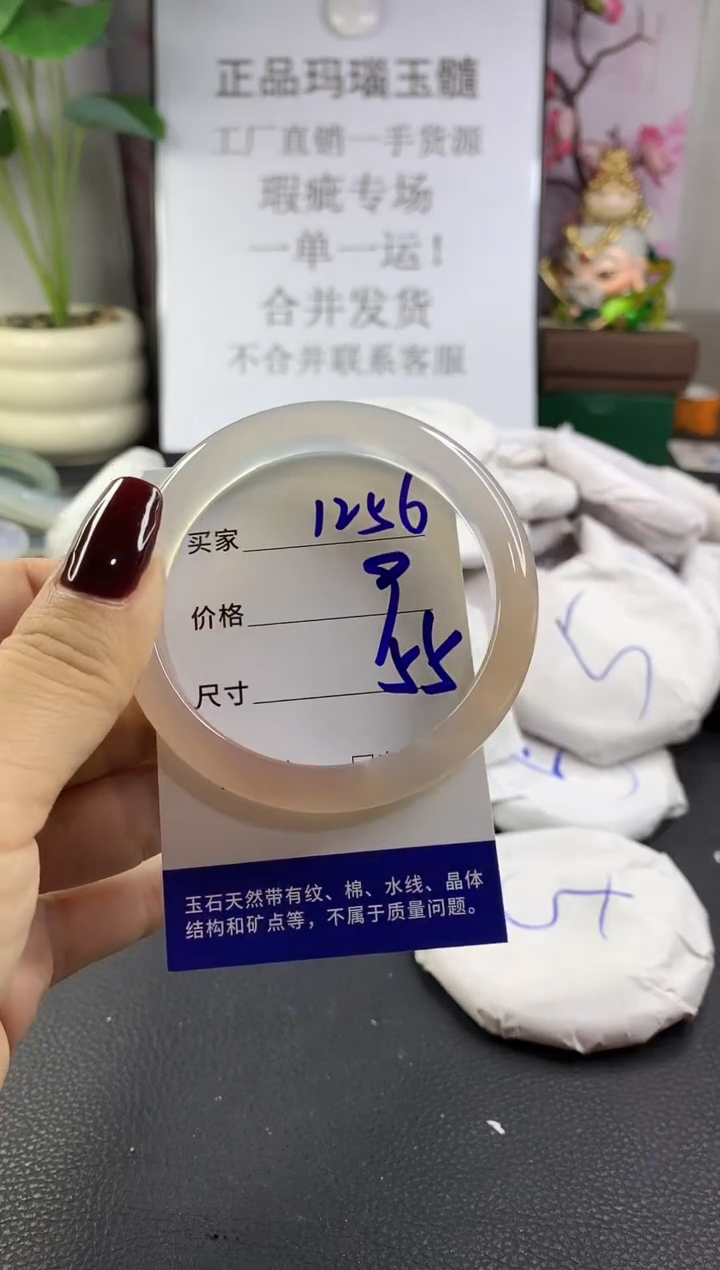 正品玛瑙玉髓
工厂直销一手货源
瑕疵专场
一单一运！
合并发货
不合并联系客服
买家 1256
价格
尺寸 55
玉石天然带有纹、棉、水线、晶体
结构和矿点等，不属于质量问题。
5